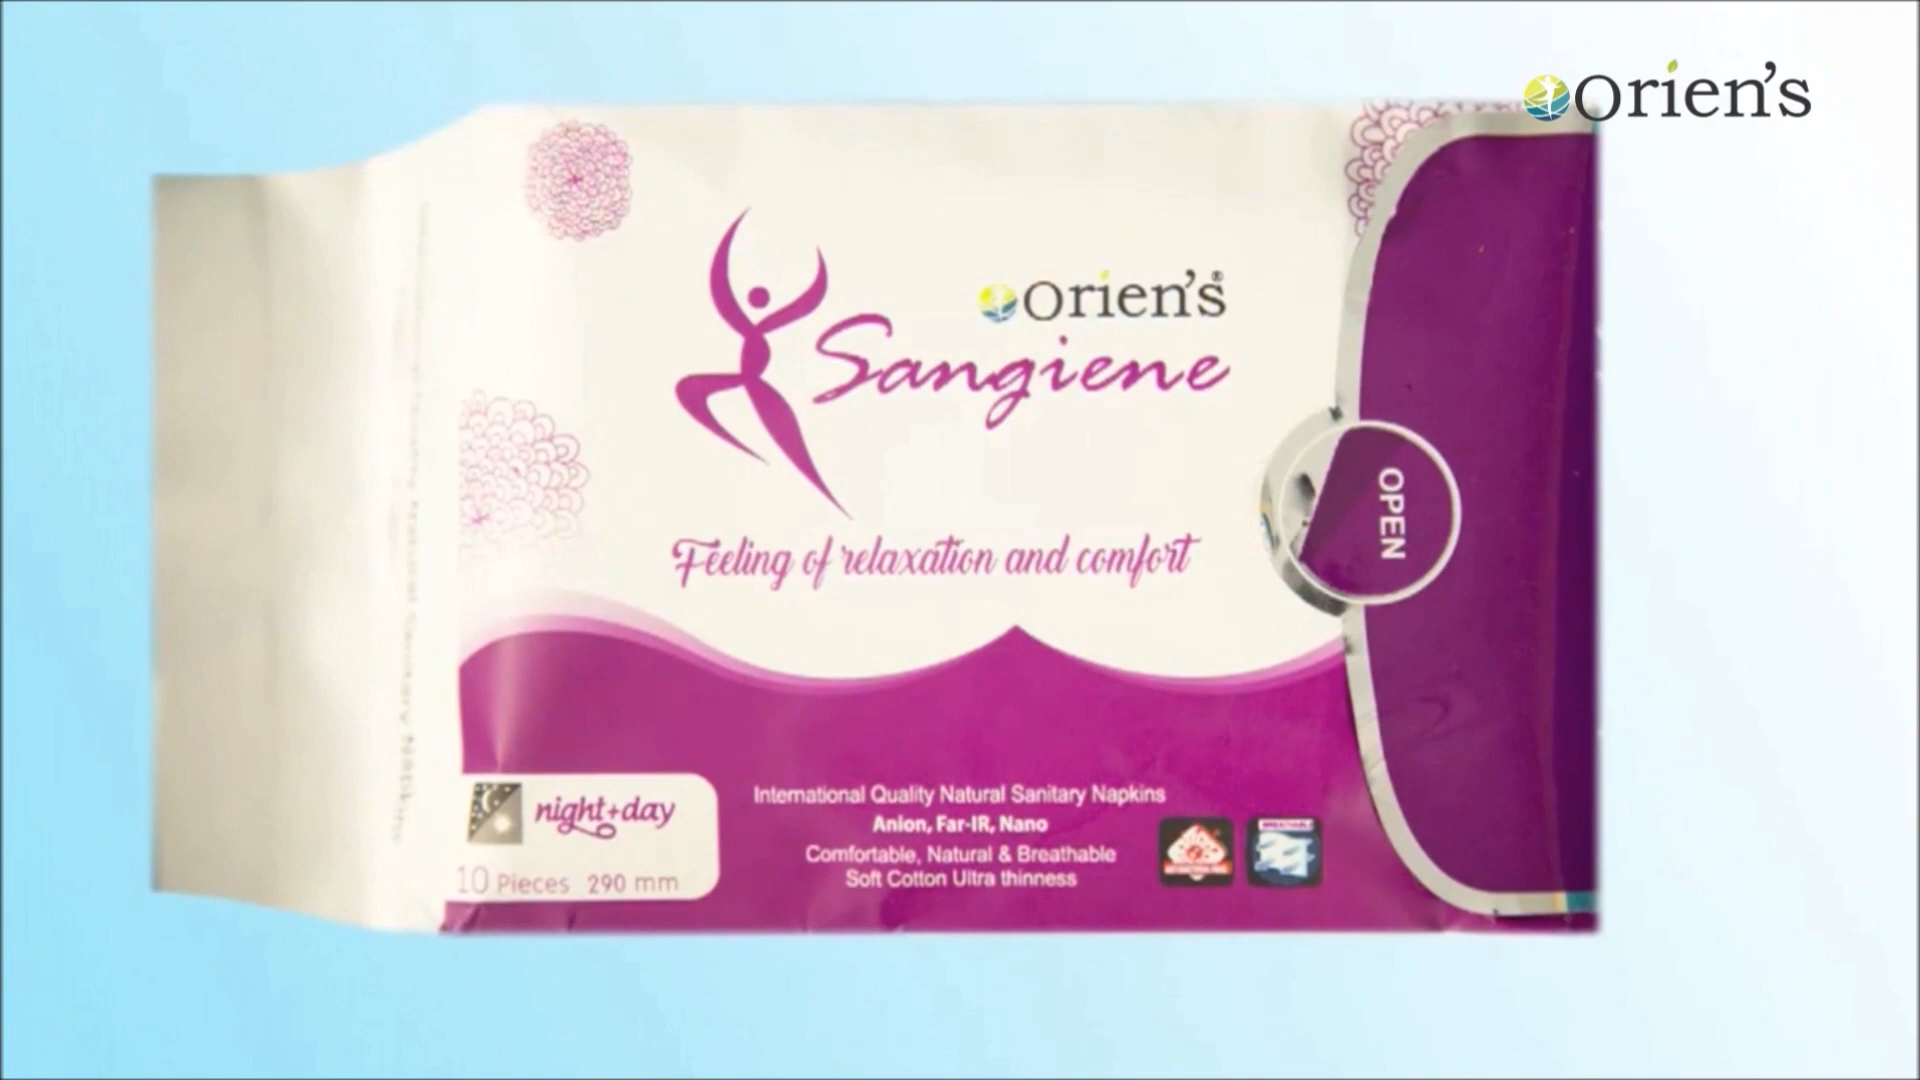 Orien's
Orien's®
Sangiene
OPEN
Feeling of relaxation and comfort
night+day
10 Pieces 290 mm
International Quality Natural Sanitary Napkins
Anion, Far-IR, Nano
Comfortable, Natural & Breathable
Soft Cotton Ultra thinness
BREATHABLE